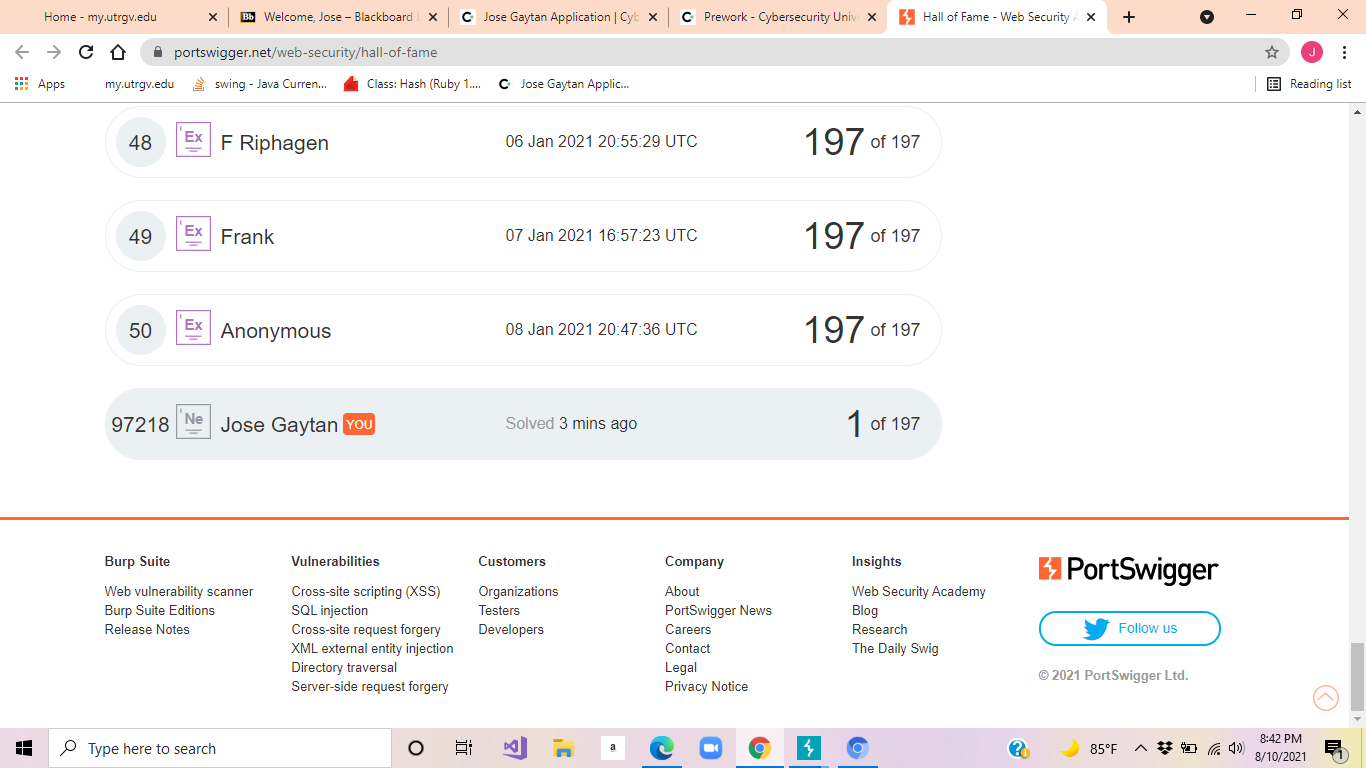 Home - my.utrgv.edu
Bb Welcome, Jose – Blackboard L
Jose Gaytan Application | Cyb
Prework - Cybersecurity Univ
Hall of Fame - Web Security A
portswigger.net/web-security/hall-of-fame
J
Apps my.utrgv.edu swing - Java Curren... Class: Hash (Ruby 1.... Jose Gaytan Applic... Reading list
48 Ex F Riphagen 06 Jan 2021 20:55:29 UTC 197 of 197
49 Ex Frank 07 Jan 2021 16:57:23 UTC 197 of 197
50 Ex Anonymous 08 Jan 2021 20:47:36 UTC 197 of 197
97218 Ne Jose Gaytan YOU Solved 3 mins ago 1 of 197
Burp Suite
Web vulnerability scanner
Burp Suite Editions
Release Notes
Vulnerabilities
Cross-site scripting (XSS)
SQL injection
Cross-site request forgery
XML external entity injection
Directory traversal
Server-side request forgery
Customers
Organizations
Testers
Developers
Company
About
PortSwigger News
Careers
Contact
Legal
Privacy Notice
Insights
Web Security Academy
Blog
Research
The Daily Swig
PortSwigger
Follow us
© 2021 PortSwigger Ltd.
Type here to search
a
85°F
8:42 PM
8/10/2021
1